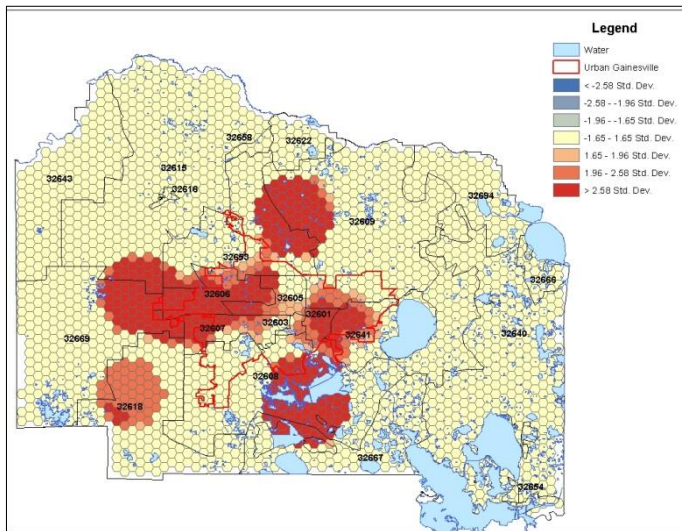 Legend
Water
Urban Gainesville
< -2.58 Std. Dev.
-2.58 - -1.96 Std. Dev.
-1.96 - -1.65 Std. Dev.
-1.65 - 1.65 Std. Dev.
1.65 - 1.96 Std. Dev.
1.96 - 2.58 Std. Dev.
> 2.58 Std. Dev.
32658
32622
32615
32643
32616
32694
32609
32653
32666
32606
32605
32601
32607
32603
32641
32640
32669
32608
32618
32667
32654